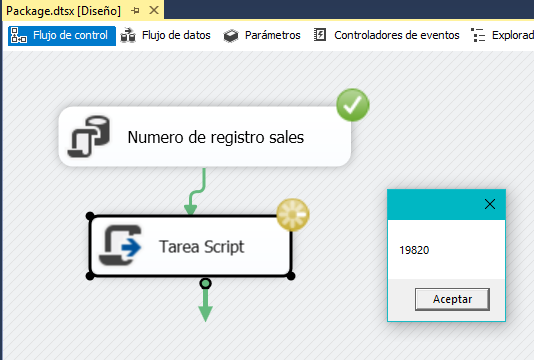 Package.dtsx [Diseño]
Flujo de control
Flujo de datos
Parámetros
Controladores de eventos
Explorad
Numero de registro sales
Tarea Script
19820
Aceptar